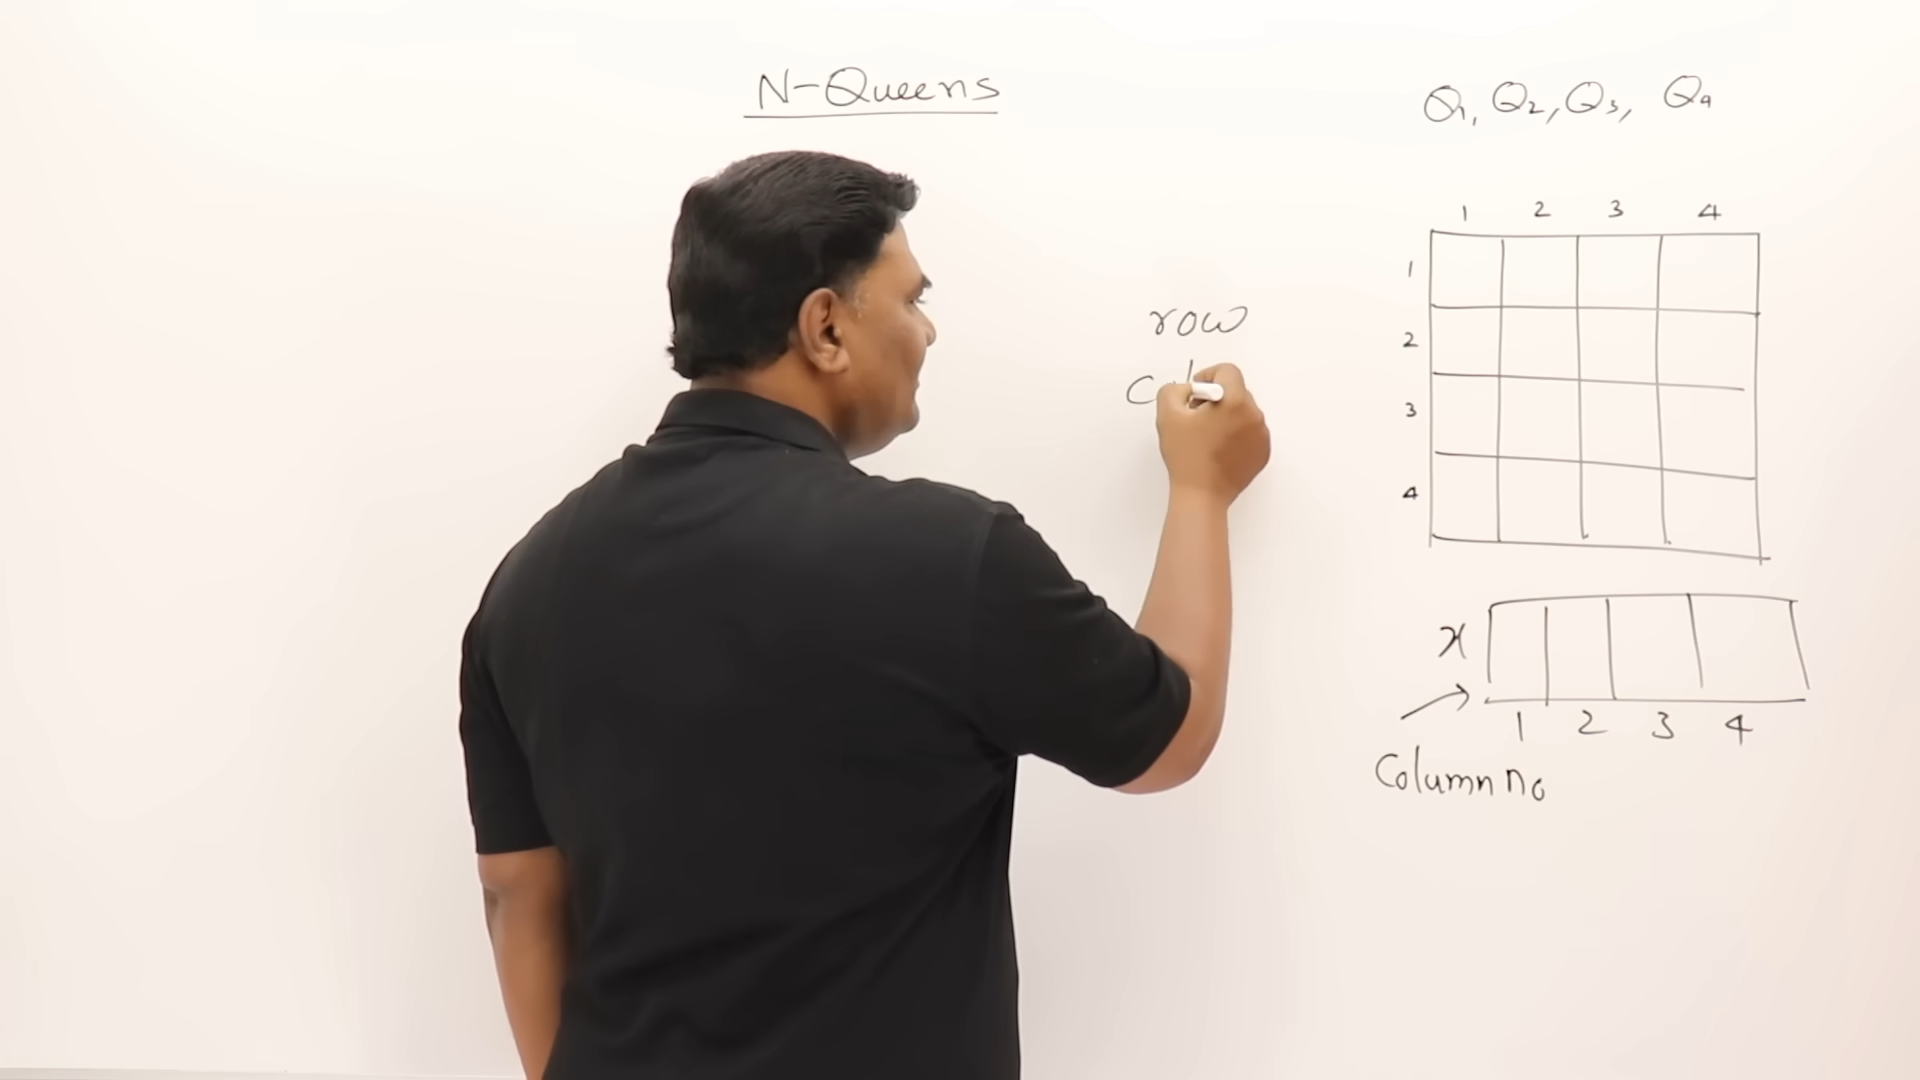 N-Queens
Q1, Q2, Q3, Q4
1 2 3 4
1
2
3
4
row
x
1 2 3 4
Column no